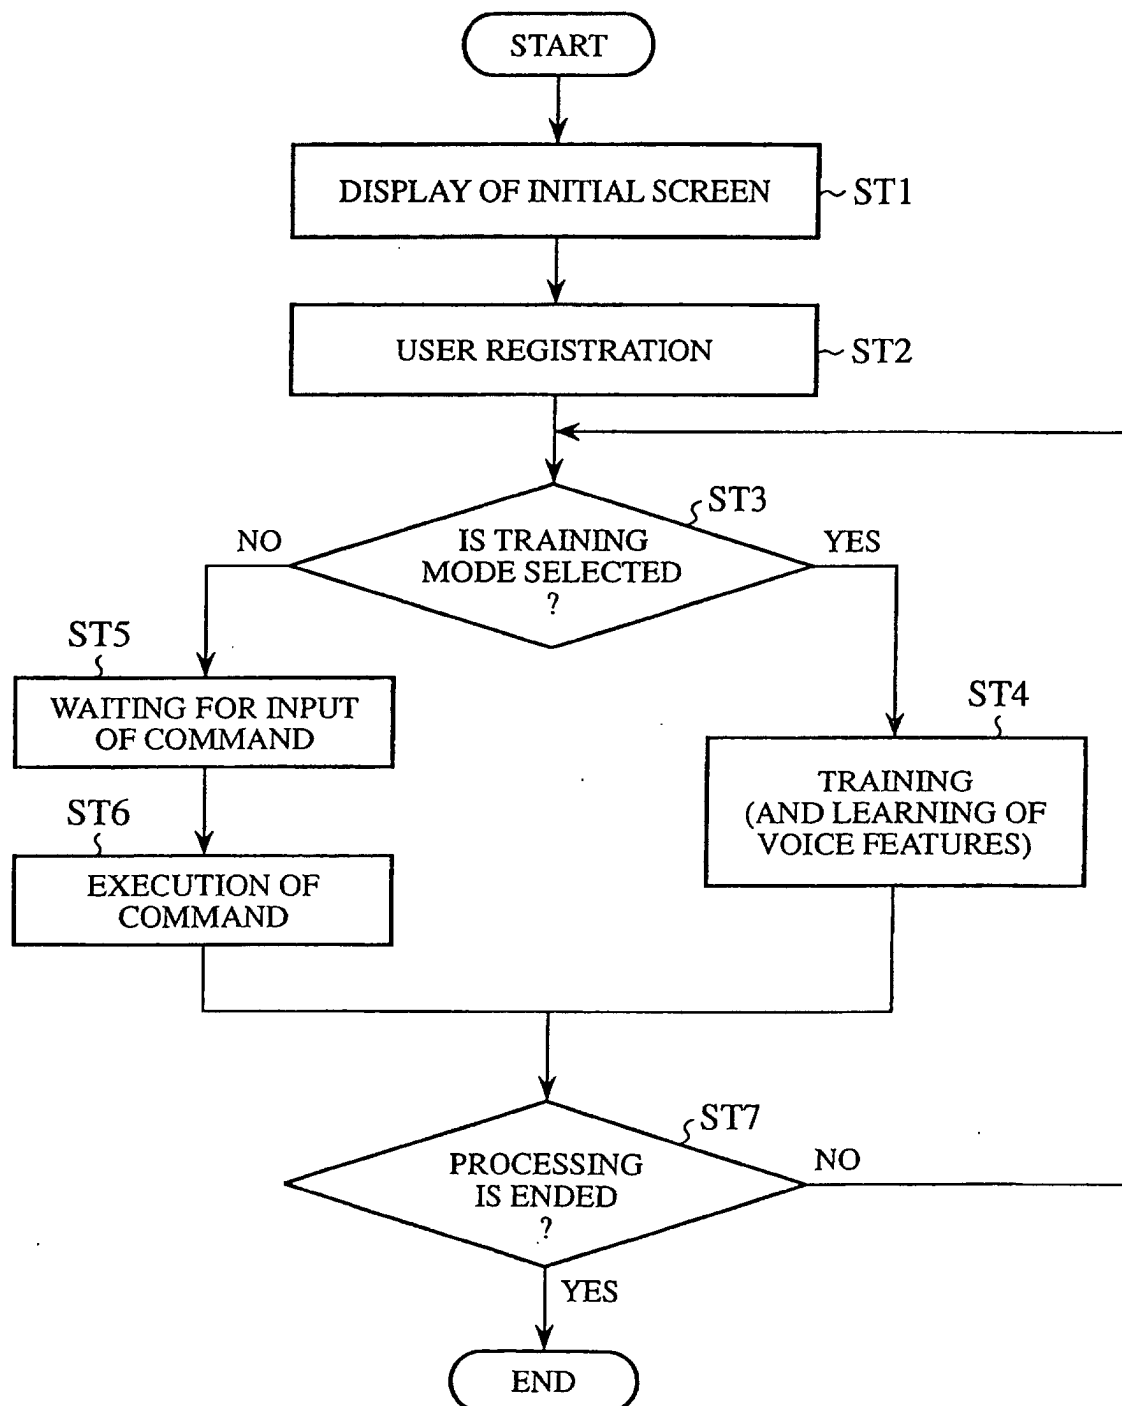 START
DISPLAY OF INITIAL SCREEN
ST1
USER REGISTRATION
ST2
ST3
IS TRAINING
MODE SELECTED
?
NO
YES
ST5
WAITING FOR INPUT
OF COMMAND
ST4
TRAINING
(AND LEARNING OF
VOICE FEATURES)
ST6
EXECUTION OF
COMMAND
ST7
PROCESSING
IS ENDED
?
NO
YES
END